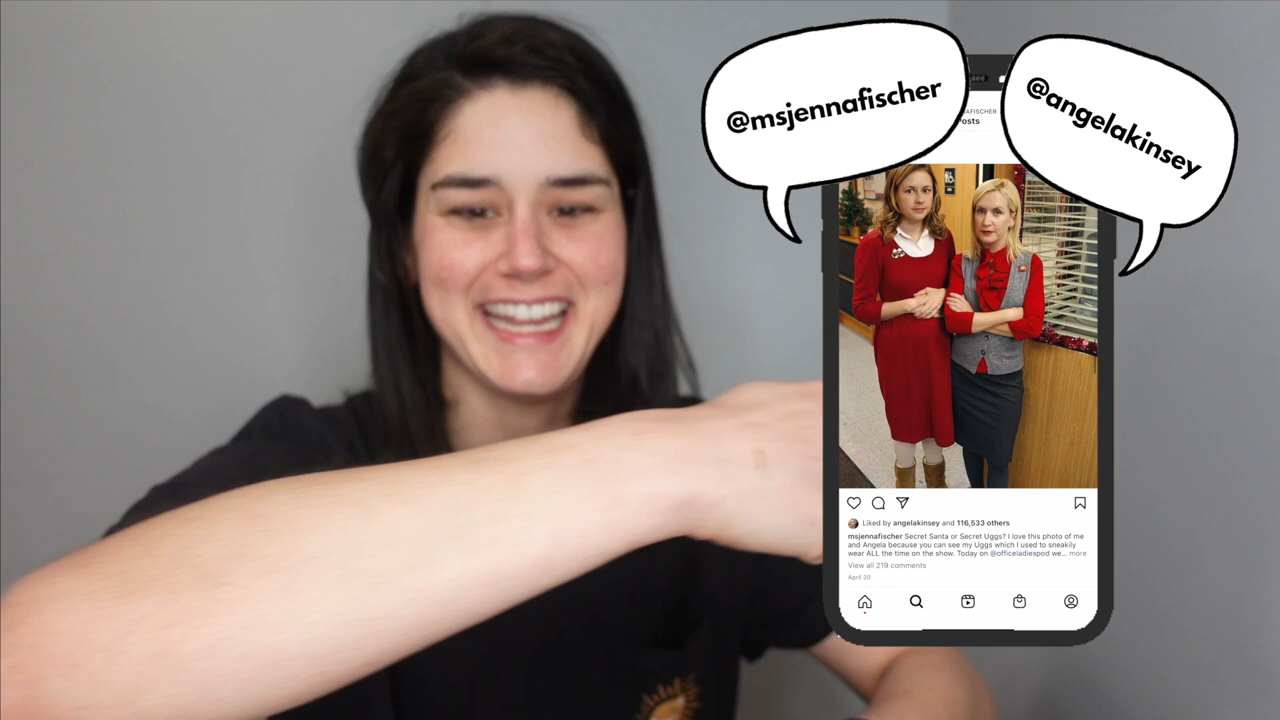 @msjennafischer
@angelakinsey
AFISCHER
Posts
Liked by angelakinsey and 116,533 others
msjennafischer Secret Santa or Secret Uggs? I love this photo of me
and Angela because you can see my Uggs which I used to sneakily
wear ALL the time on the show. Today on @officeladiespod we... more
View all 219 comments
April 20